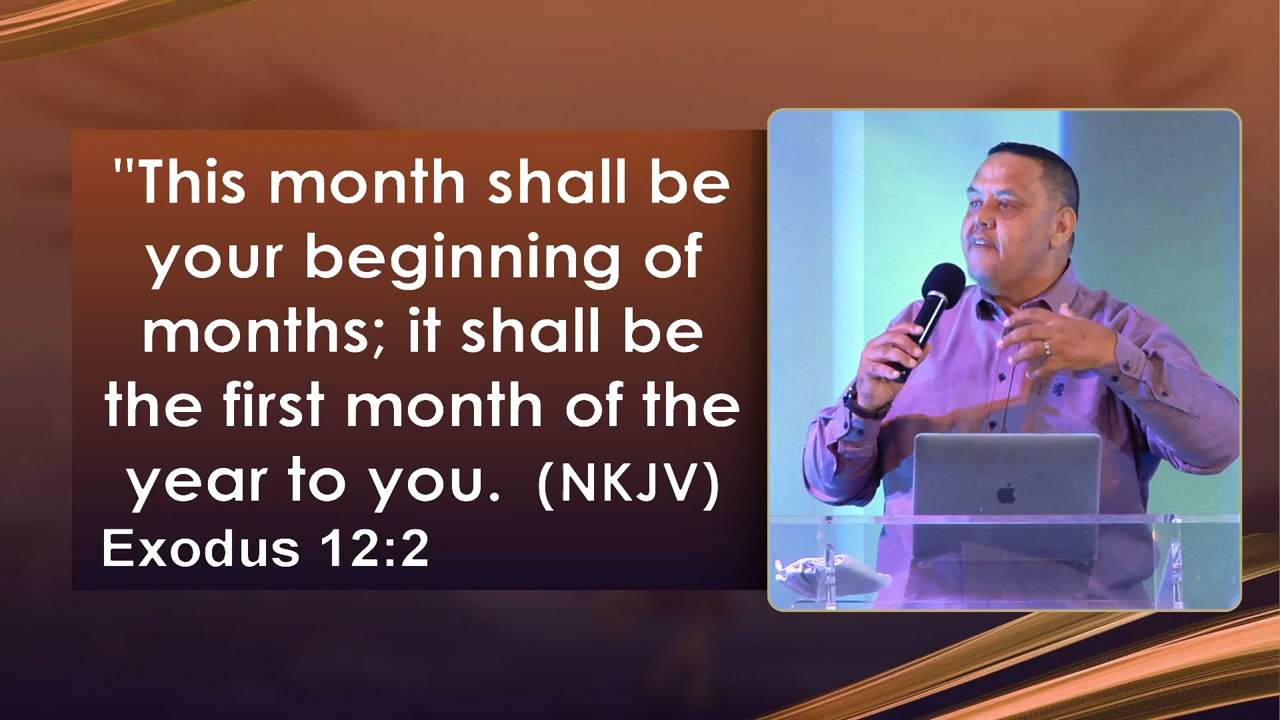 "This month shall be
your beginning of
months; it shall be
the first month of the
year to you.  (NKJV)
Exodus 12:2